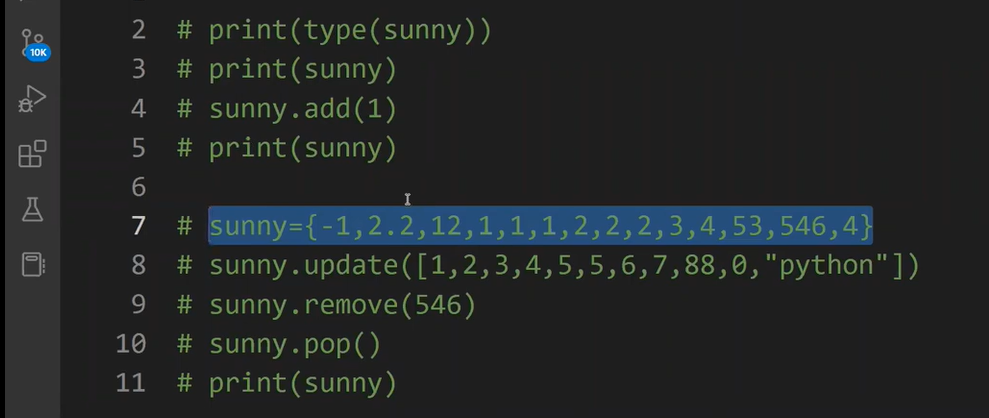 10K
2 # print(type(sunny))
3 # print(sunny)
4 # sunny.add(1)
5 # print(sunny)
6
7 # sunny={-1,2.2,12,1,1,1,2,2,2,3,4,53,546,4}
8 # sunny.update([1,2,3,4,5,5,6,7,88,0,"python"])
9 # sunny.remove(546)
10 # sunny.pop()
11 # print(sunny)